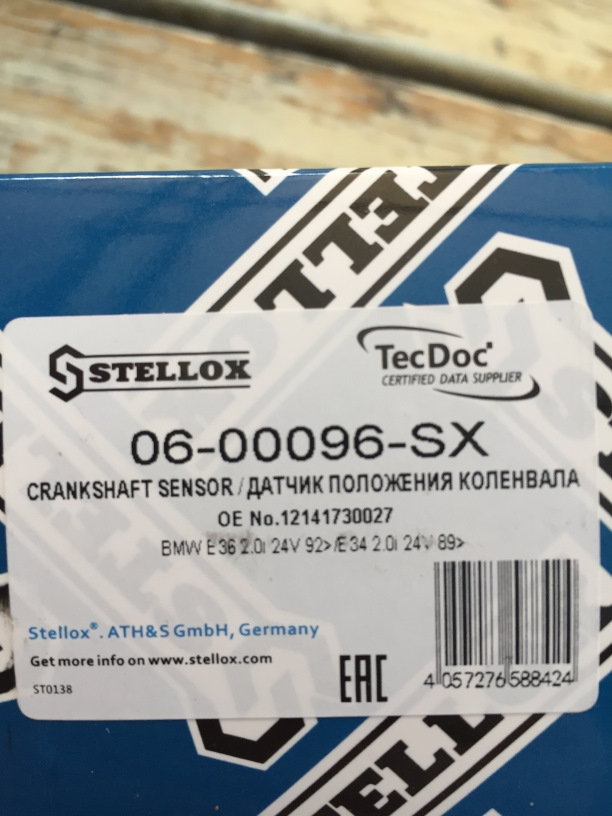 STELLOX
TecDoc
CERTIFIED DATA SUPPLIER
06-00096-SX
CRANKSHAFT SENSOR / ДАТЧИК ПОЛОЖЕНИЯ КОЛЕНВАЛА
OE No.12141730027
BMW E36 2.0i 24V 92>/E34 2.0i 24V 89>
Stellox®. ATH&S GmbH, Germany
Get more info on www.stellox.com
ST0138
EAC
4 057276 588424